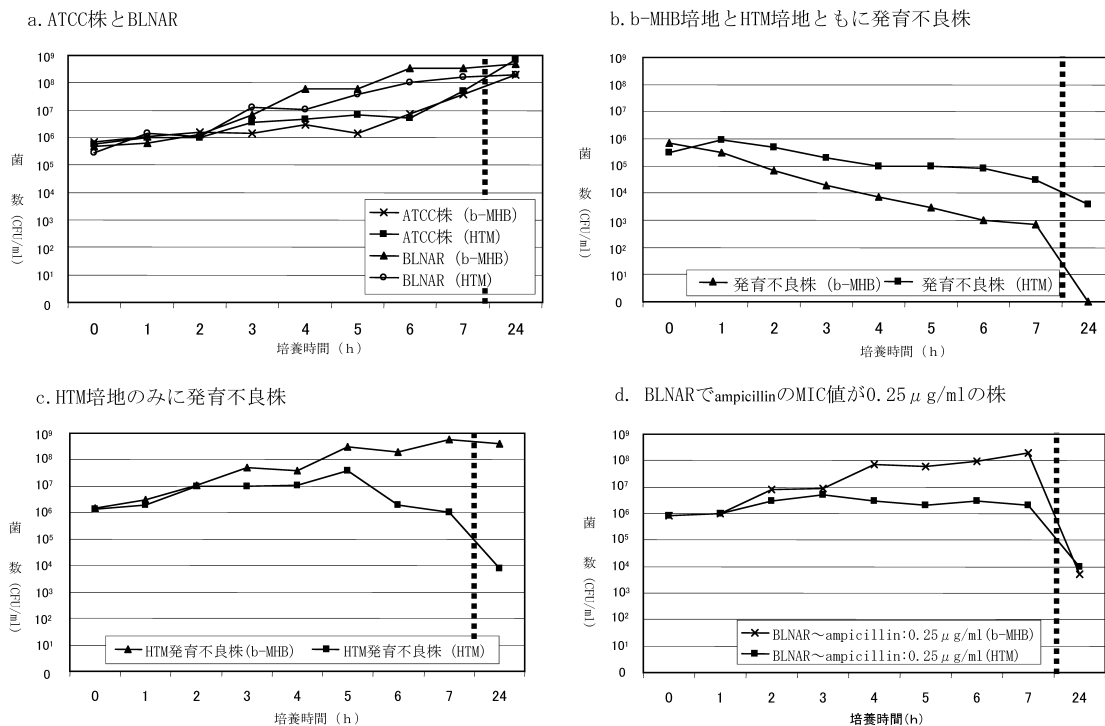 a. ATCC株とBLNAR
10⁹
10⁸
10⁷
10⁶
10⁵
10⁴
10³
10²
10¹
0
菌数 (CFU/ml)
ATCC株 (b-MHB)
ATCC株 (HTM)
BLNAR (b-MHB)
BLNAR (HTM)
0 1 2 3 4 5 6 7 24
培養時間 (h)
b. b-MHB培地とHTM培地ともに発育不良株
10⁹
10⁸
10⁷
10⁶
10⁵
10⁴
10³
10²
10¹
0
菌数 (CFU/ml)
発育不良株 (b-MHB) 発育不良株 (HTM)
0 1 2 3 4 5 6 7 24
培養時間 (h)
c. HTM培地のみに発育不良株
10⁹
10⁸
10⁷
10⁶
10⁵
10⁴
10³
10²
10¹
0
菌数 (CFU/ml)
HTM発育不良株(b-MHB) HTM発育不良株 (HTM)
0 1 2 3 4 5 6 7 24
培養時間 (h)
d. BLNARでampicillinのMIC値が0.25μg/mlの株
10⁹
10⁸
10⁷
10⁶
10⁵
10⁴
10³
10²
10¹
0
菌数 (CFU/ml)
BLNAR～ampicillin:0.25μg/ml(b-MHB)
BLNAR～ampicillin:0.25μg/ml(HTM)
0 1 2 3 4 5 6 7 24
培養時間(h)